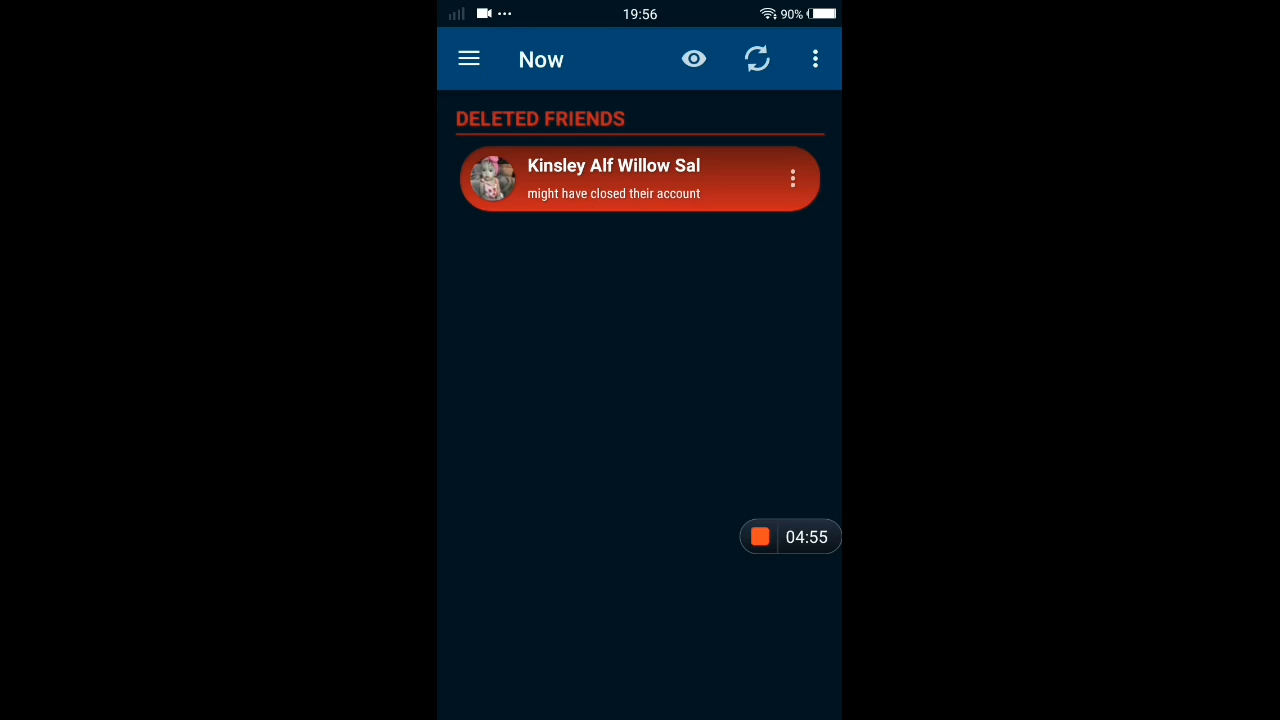 19:56
90%
Now
DELETED FRIENDS
Kinsley Alf Willow Sal
might have closed their account
04:55